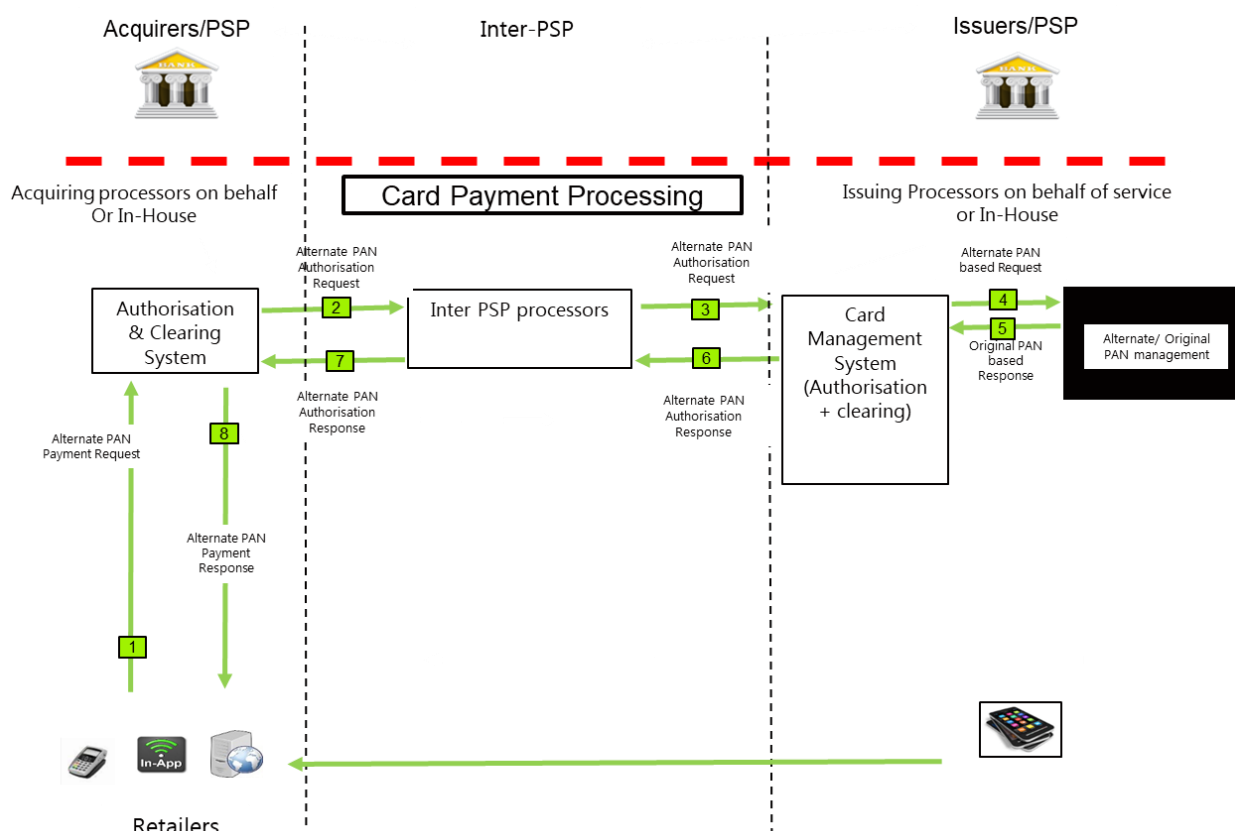 Acquirers/PSP
Inter-PSP
Issuers/PSP
BANK
BANK
Acquiring processors on behalf
Or In-House
Card Payment Processing
Issuing Processors on behalf of service
or In-House
Alternate PAN
Authorisation
Request
2
Alternate PAN
Authorisation
Request
3
Alternate PAN
based Request
4
Authorisation
& Clearing
System
Inter PSP processors
Card
Management
System
(Authorisation
+ clearing)
5
Original PAN
based
Response
Alternate/ Original
PAN management
7
Alternate PAN
Authorisation
Response
6
Alternate PAN
Authorisation
Response
Alternate PAN
Payment Request
8
Alternate PAN
Payment
Response
1
In-App
Retailers